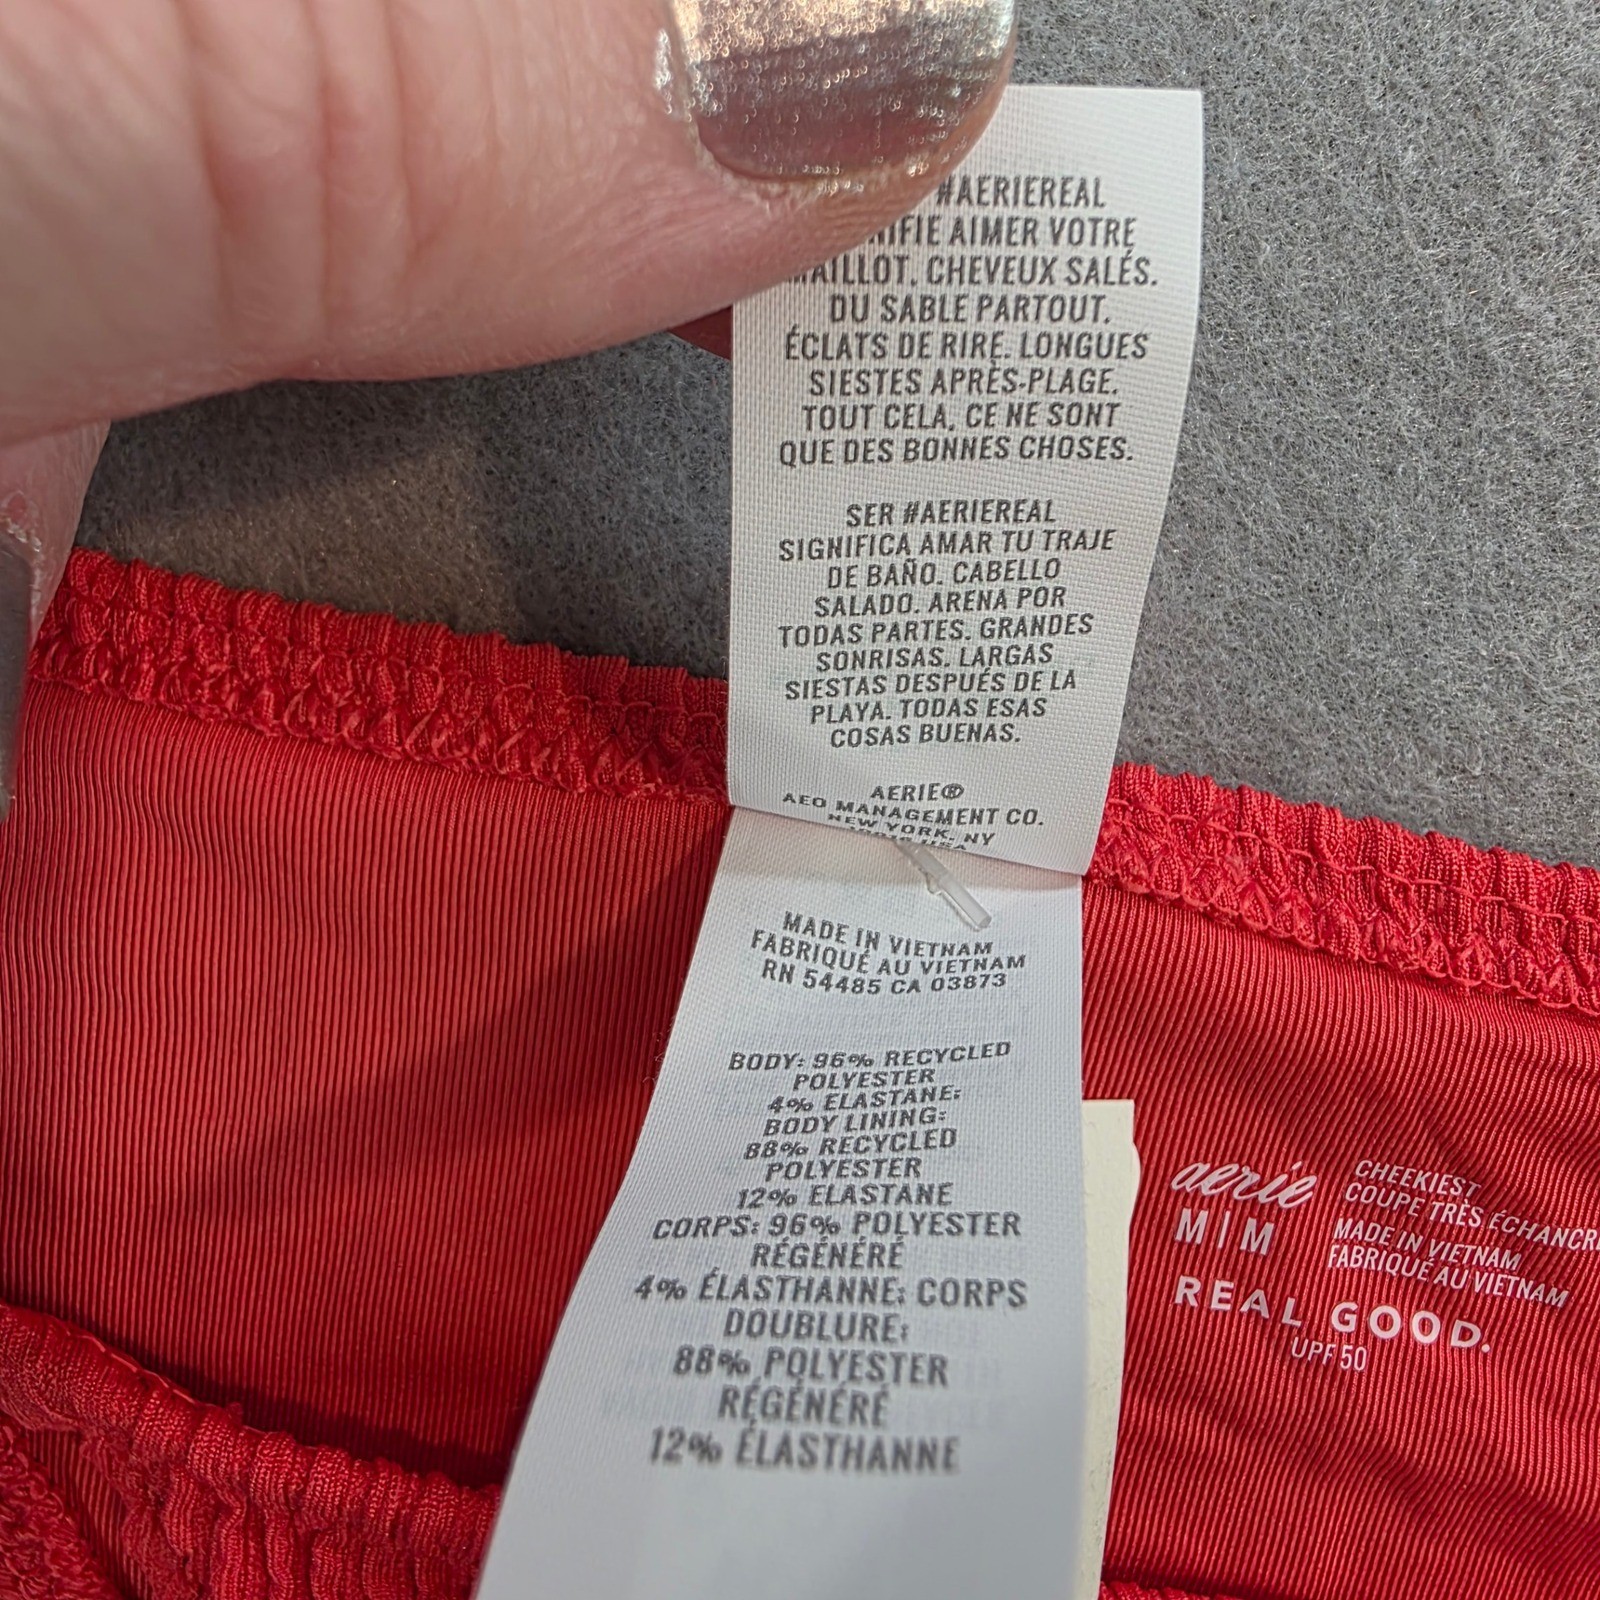 #AERIEREAL
AIMER VOTRE
CHEVEUX SALÉS.
DU SABLE PARTOUT.
ÉCLATS DE RIRE. LONGUES
SIESTES APRÈS-PLAGE.
TOUT CELA, CE NE SONT
QUE DES BONNES CHOSES.
SER #AERIEREAL
SIGNIFICA AMAR TU TRAJE
DE BAÑO. CABELLO
SALADO. ARENA POR
TODAS PARTES. GRANDES
SONRISAS. LARGAS
SIESTAS DESPUÉS DE LA
PLAYA. TODAS ESAS
COSAS BUENAS.
AERIE®
AEO MANAGEMENT CO.
NEW YORK, NY
USA
MADE IN VIETNAM
FABRIQUÉ AU VIETNAM
RN 54485 CA 03873
BODY: 96% RECYCLED
POLYESTER
4% ELASTANE;
BODY LINING:
88% RECYCLED
POLYESTER
12% ELASTANE
CORPS: 96% POLYESTER
RÉGÉNÉRÉ
4% ÉLASTHANNE; CORPS
DOUBLURE:
88% POLYESTER
RÉGÉNÉRÉ
12% ÉLASTHANNE
aerie
M|M
CHEEKIEST
COUPE TRÈS ÉCHANCR
MADE IN VIETNAM
FABRIQUÉ AU VIETNAM
REAL GOOD.
UPF 50